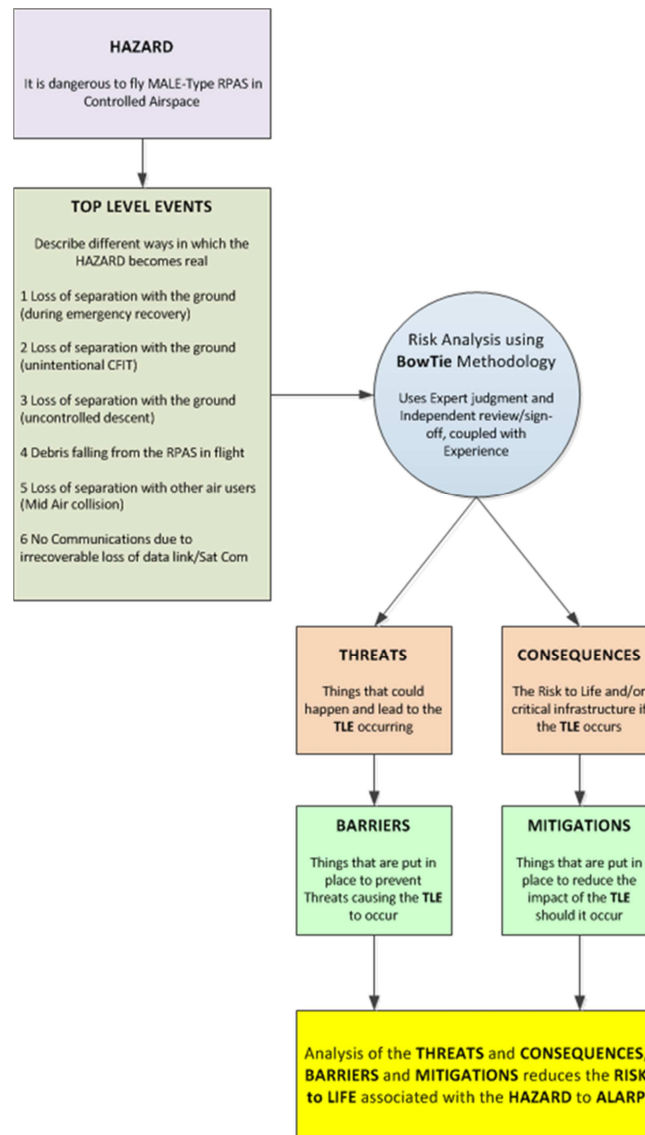 HAZARD
It is dangerous to fly MALE-Type RPAS in
Controlled Airspace
TOP LEVEL EVENTS
Describe different ways in which the
HAZARD becomes real
1 Loss of separation with the ground
(during emergency recovery)
2 Loss of separation with the ground
(unintentional CFIT)
3 Loss of separation with the ground
(uncontrolled descent)
4 Debris falling from the RPAS in flight
5 Loss of separation with other air users
(Mid Air collision)
6 No Communications due to
irrecoverable loss of data link/Sat Com
Risk Analysis using
BowTie Methodology
Uses Expert judgment and
Independent review/sign-
off, coupled with
Experience
THREATS
Things that could
happen and lead to the
TLE occurring
CONSEQUENCES
The Risk to Life and/or
critical infrastructure if
the TLE occurs
BARRIERS
Things that are put in
place to prevent
Threats causing the TLE
to occur
MITIGATIONS
Things that are put in
place to reduce the
impact of the TLE
should it occur
Analysis of the THREATS and CONSEQUENCES,
BARRIERS and MITIGATIONS reduces the RISK
to LIFE associated with the HAZARD to ALARP